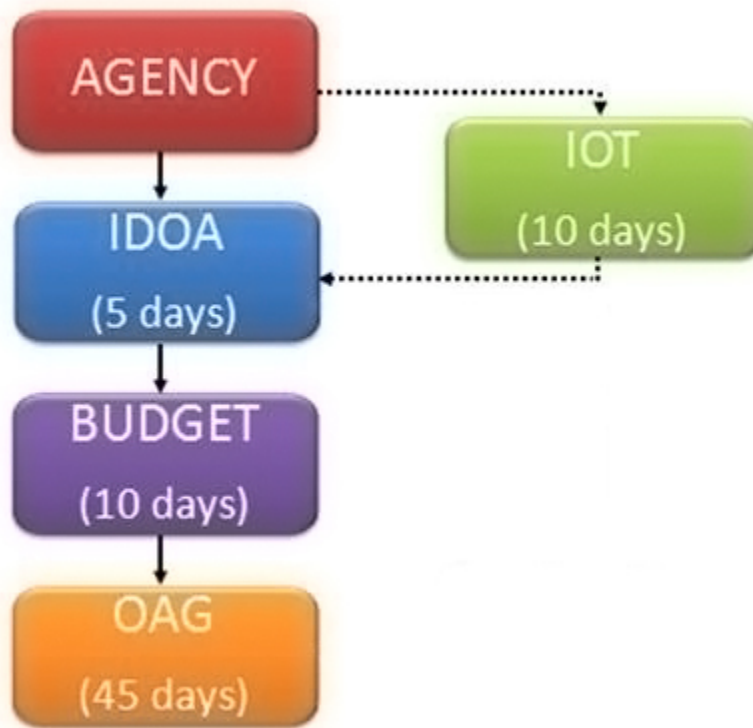 AGENCY
IOT
(10 days)
IDOA
(5 days)
BUDGET
(10 days)
OAG
(45 days)